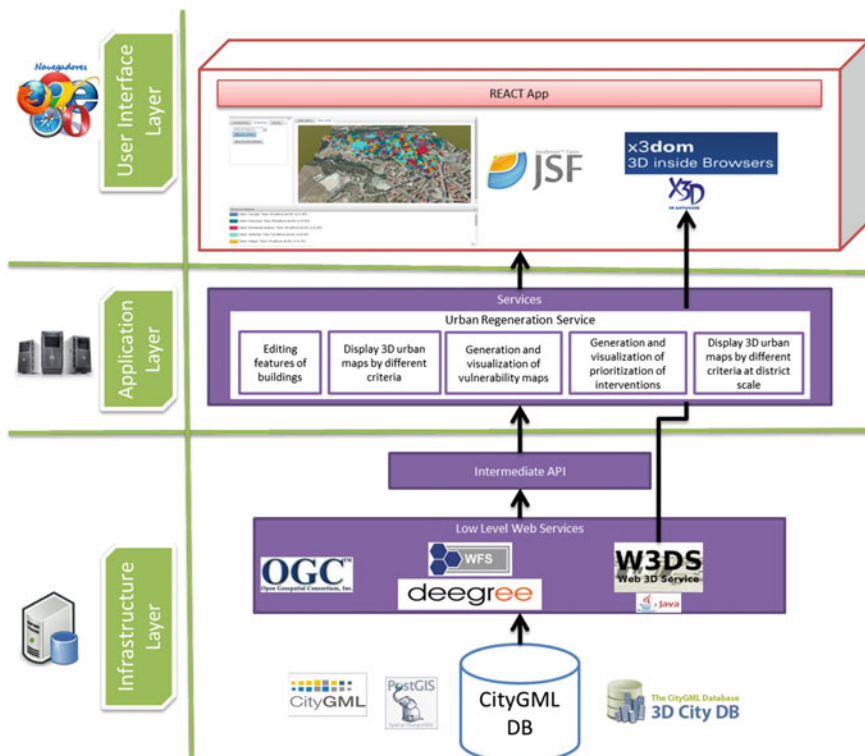 Navegadores
User Interface
Layer
REACT App
JavaServer™ Faces
JSF
x3dom
3D inside Browsers
X3D
Application
Layer
Services
Urban Regeneration Service
Editing
features of
buildings
Display 3D urban
maps by different
criteria
Generation and
visualization of
vulnerability maps
Generation and
visualization of
prioritization of
interventions
Display 3D urban
maps by different
criteria at district
scale
Infrastructure
Layer
Intermediate API
Low Level Web Services
OGC™
Open Geospatial Consortium, Inc.
WFS
deegree
W3DS
Web 3D Service
java
CityGML
PostGIS
CityGML
DB
The CityGML Database
3D City DB